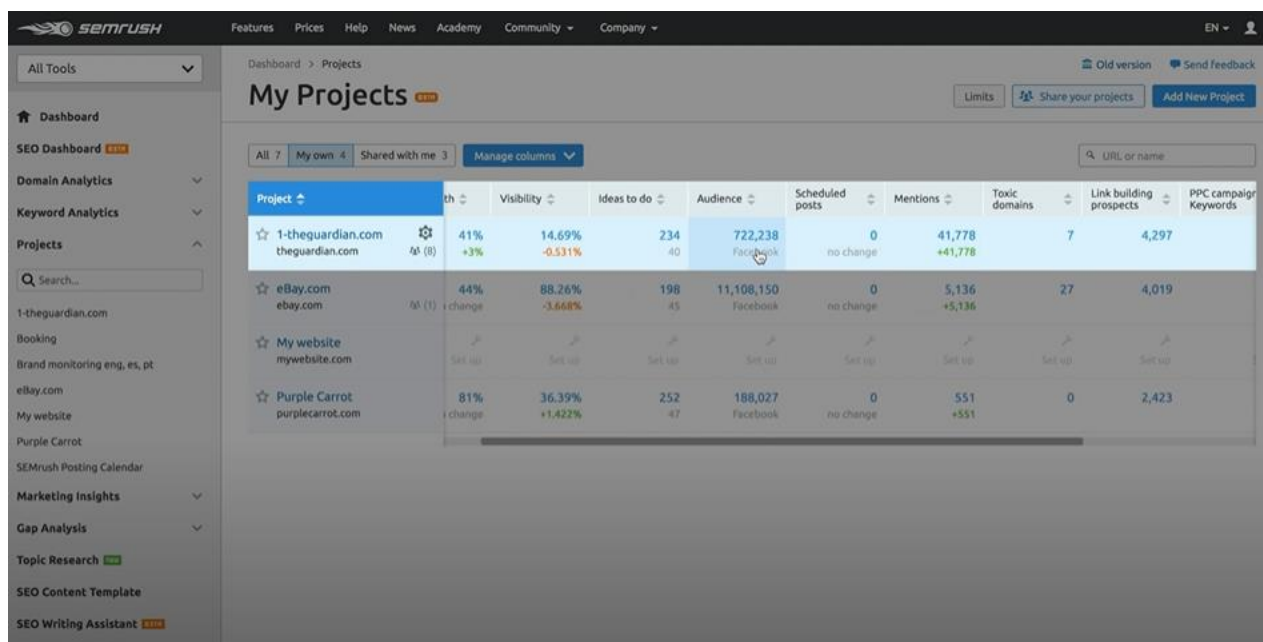 semrush
Features Prices Help News Academy Community Company EN
All Tools
Dashboard
SEO Dashboard BETA
Domain Analytics
Keyword Analytics
Projects
Search...
1-theguardian.com
Booking
Brand monitoring eng, es, pt
eBay.com
My website
Purple Carrot
SEMrush Posting Calendar
Marketing Insights
Gap Analysis
Topic Research
SEO Content Template
SEO Writing Assistant BETA
Dashboard > Projects
Old version Send feedback
My Projects BETA
Limits Share your projects Add New Project
All 7 My own 4 Shared with me 3 Manage columns
URL or name
Project th Visibility Ideas to do Audience Scheduled posts Mentions Toxic domains Link building prospects PPC campaign Keywords
1-theguardian.com 41% 14.69% 234 722,238 0 41,778 7 4,297
theguardian.com (8) +3% -0.531% 40 Facebook no change +41,778
eBay.com 44% 88.26% 198 11,108,150 0 5,136 27 4,019
ebay.com (1) change -3.668% 45 Facebook no change +5,136
My website
mywebsite.com Set up Set up Set up Set up Set up Set up Set up Set up
Purple Carrot 81% 36.39% 252 188,027 0 551 0 2,423
purplecarrot.com change +1.422% 47 Facebook no change +551